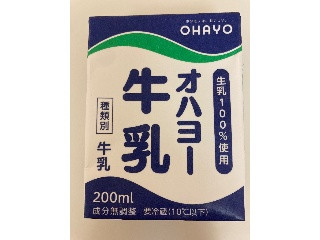 OHAYO
オハヨー
牛乳
生乳100%使用
種類別
牛乳
200ml
成分無調整 要冷蔵(10℃以下)